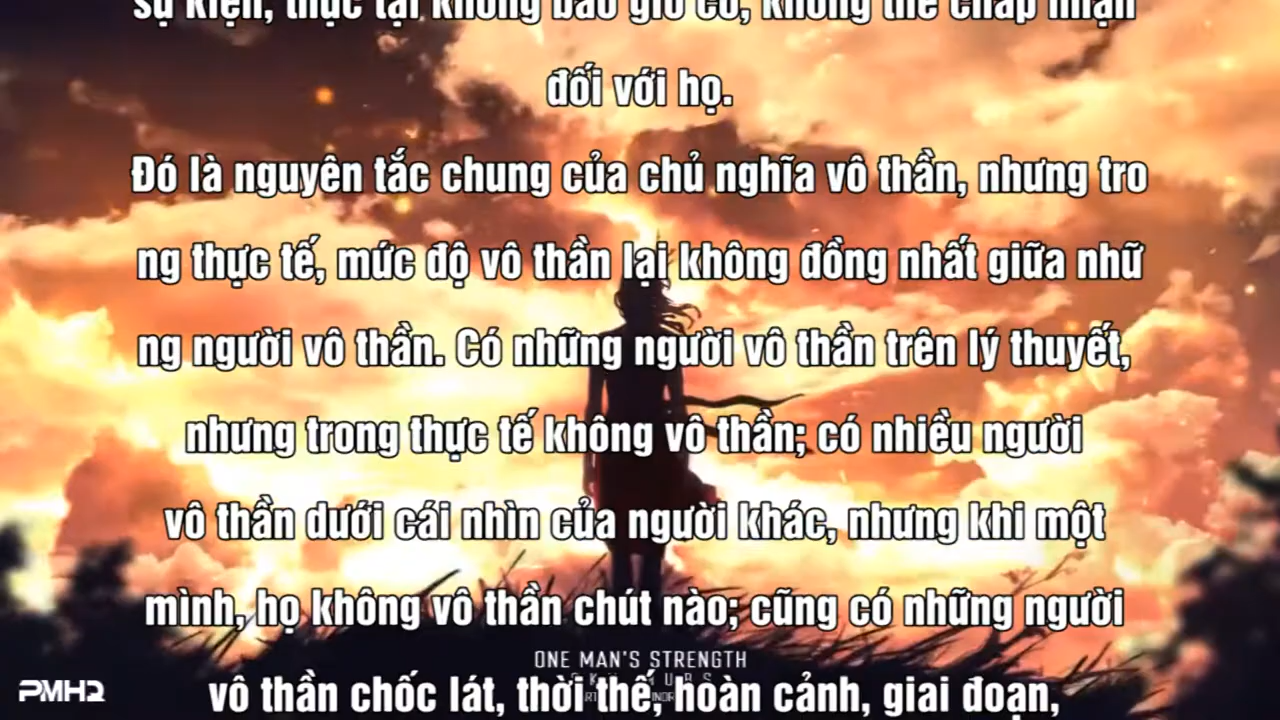 sự kiện, thực tại không bao giờ có, không thể chấp nhận
đối với họ.
Đó là nguyên tắc chung của chủ nghĩa vô thần, nhưng tro
ng thực tế, mức độ vô thần lại không đồng nhất giữa nhữ
ng người vô thần. Có những người vô thần trên lý thuyết,
nhưng trong thực tế không vô thần; có nhiều người
vô thần dưới cái nhìn của người khác, nhưng khi một
mình, họ không vô thần chút nào; cũng có những người
ONE MAN'S STRENGTH
vô thần chốc lát, thời thế, hoàn cảnh, giai đoạn,
PMH2